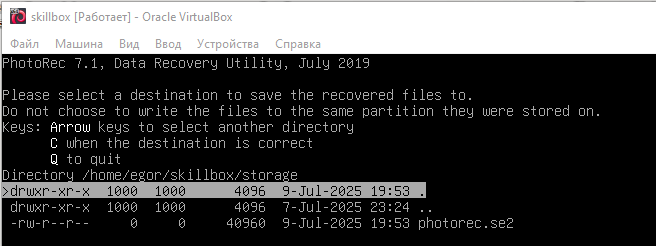 skillbox [Работает] - Oracle VirtualBox
Файл Машина Вид Ввод Устройства Справка
PhotoRec 7.1, Data Recovery Utility, July 2019
Please select a destination to save the recovered files to.
Do not choose to write the files to the same partition they were stored on.
Keys: Arrow keys to select another directory
C when the destination is correct
Q to quit
Directory /home/egor/skillbox/storage
>drwxr-xr-x 1000 1000 4096 9-Jul-2025 19:53 .
drwxr-xr-x 1000 1000 4096 7-Jul-2025 23:24 ..
-rw-r--r-- 0 0 40960 9-Jul-2025 19:53 photorec.se2